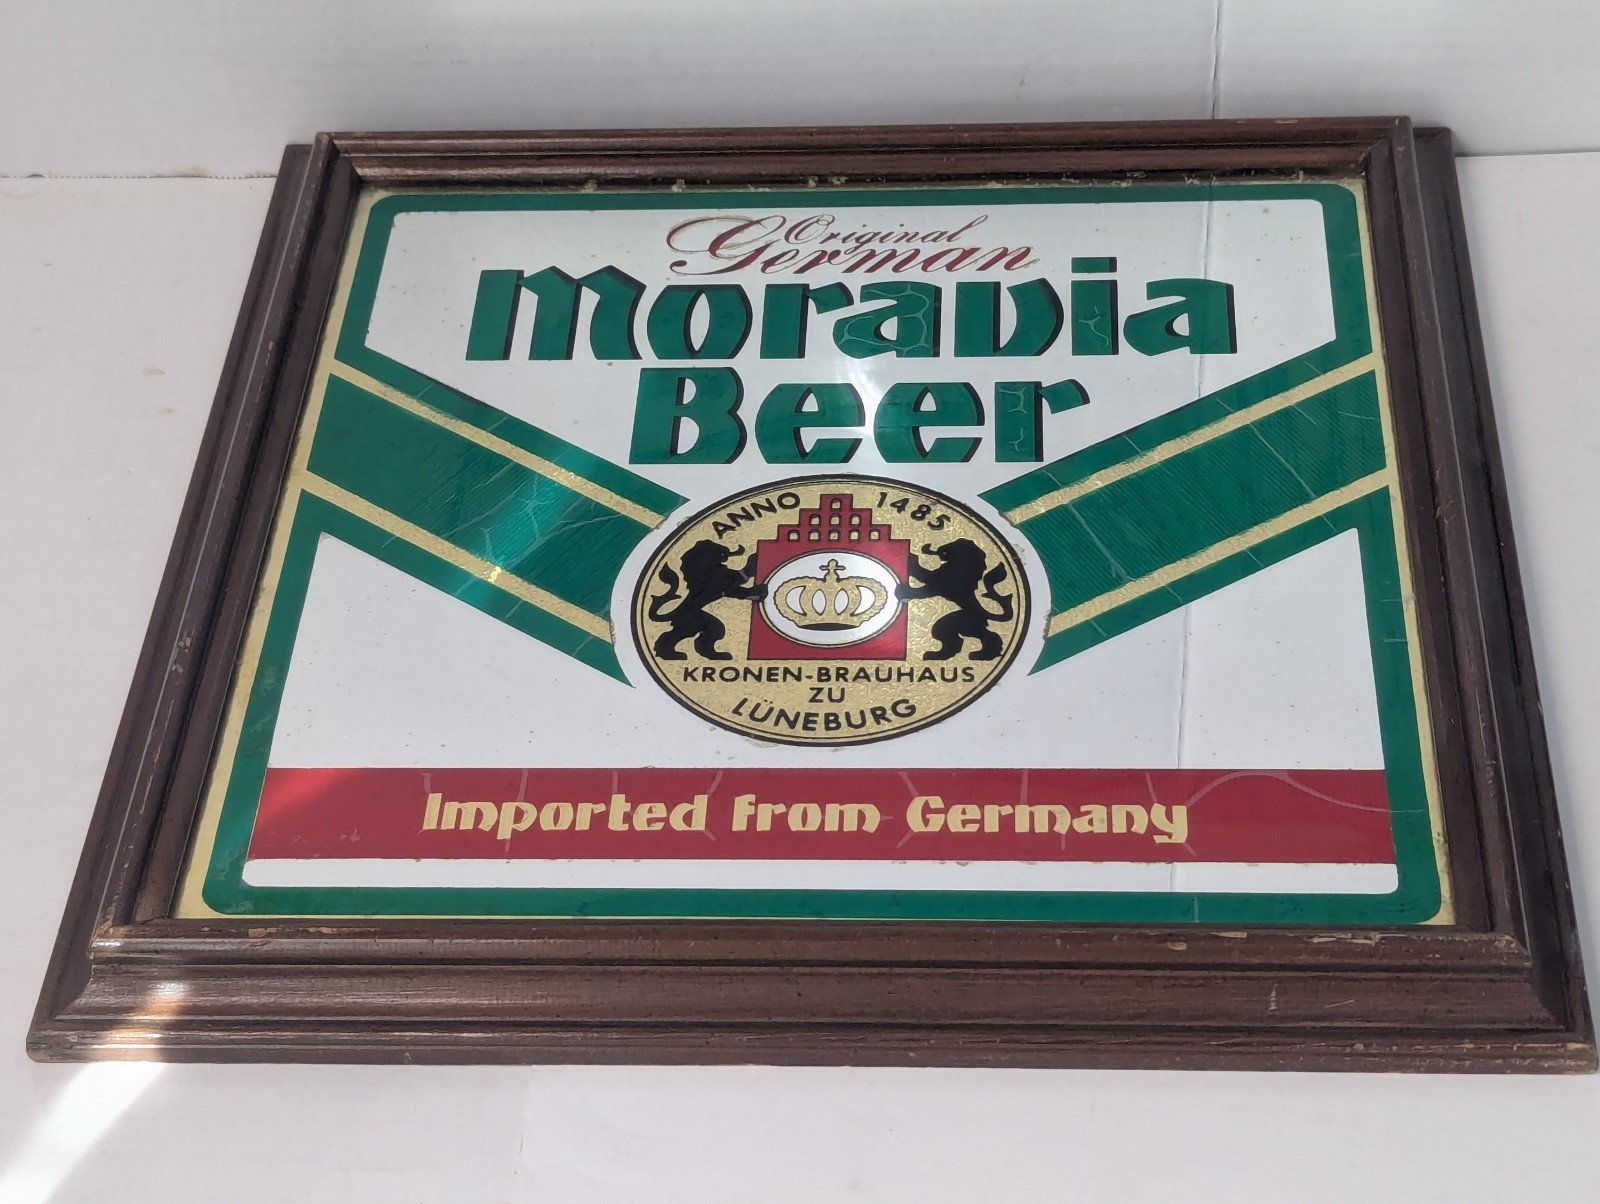 Original
German
Moravia
Beer
ANNO 1485
KRONEN-BRAUHAUS
ZU
LÜNEBURG
Imported from Germany